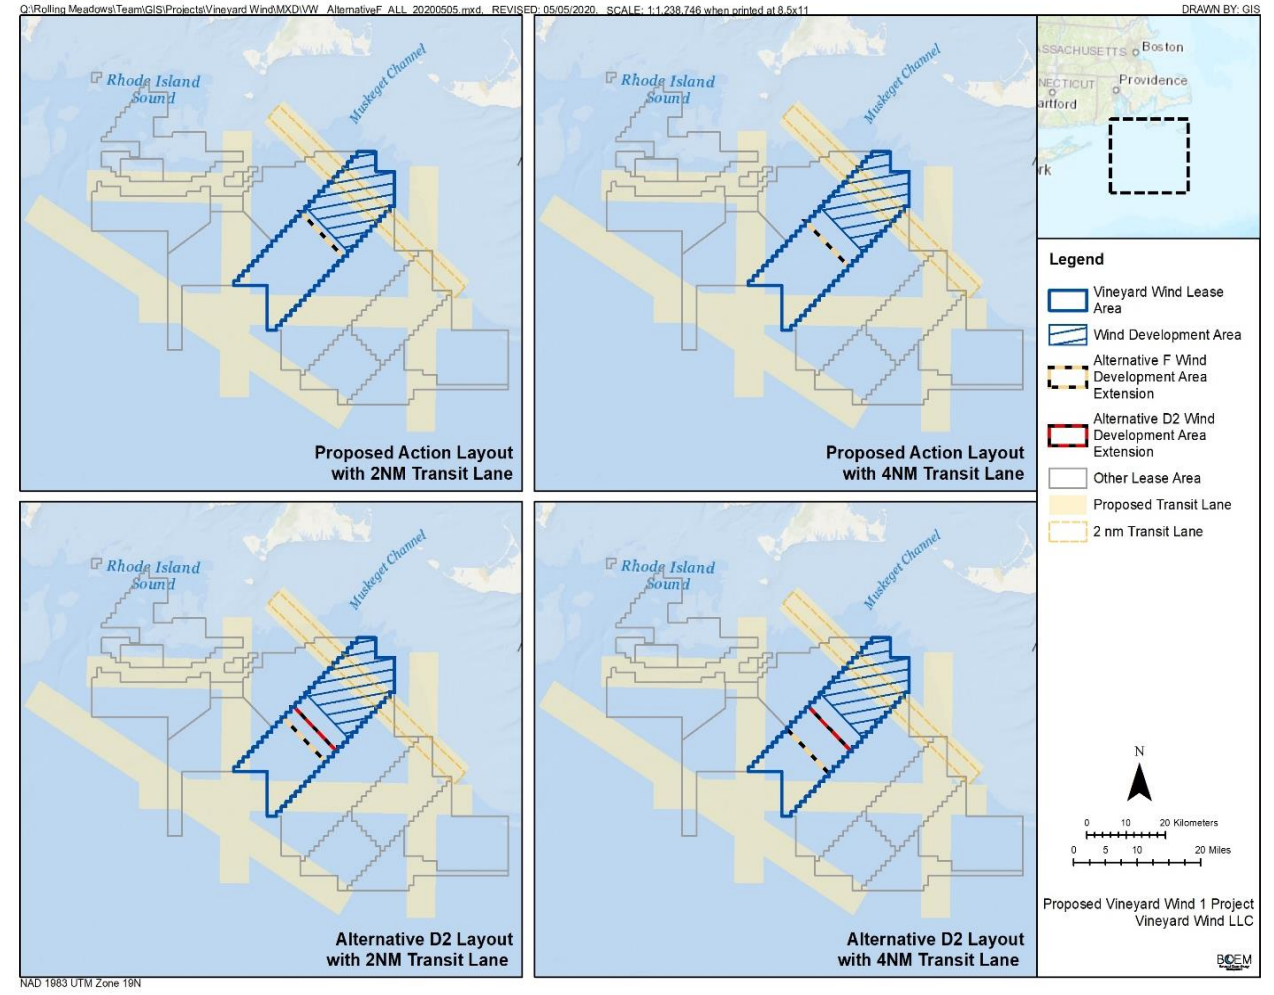 Q:\Rolling Meadows\Team\GIS\Projects\Vineyard Wind\MXD\VW_AlternativeF_ALL_20200505.mxd, REVISED: 05/05/2020, SCALE: 1:1,238,746 when printed at 8.5x11
DRAWN BY: GIS
Rhode Island
Sound
Muskeget Channel
Proposed Action Layout
with 2NM Transit Lane
Rhode Island
Sound
Muskeget Channel
Proposed Action Layout
with 4NM Transit Lane
ASSACHUSETTS
Boston
NECTICUT
Providence
artford
rk
Legend
Vineyard Wind Lease
Area
Wind Development Area
Alternative F Wind
Development Area
Extension
Alternative D2 Wind
Development Area
Extension
Other Lease Area
Proposed Transit Lane
2 nm Transit Lane
Rhode Island
Sound
Muskeget Channel
Alternative D2 Layout
with 2NM Transit Lane
Rhode Island
Sound
Muskeget Channel
Alternative D2 Layout
with 4NM Transit Lane
N
0 10 20 Kilometers
0 5 10 20 Miles
Proposed Vineyard Wind 1 Project
Vineyard Wind LLC
BOEM
NAD 1983 UTM Zone 19N